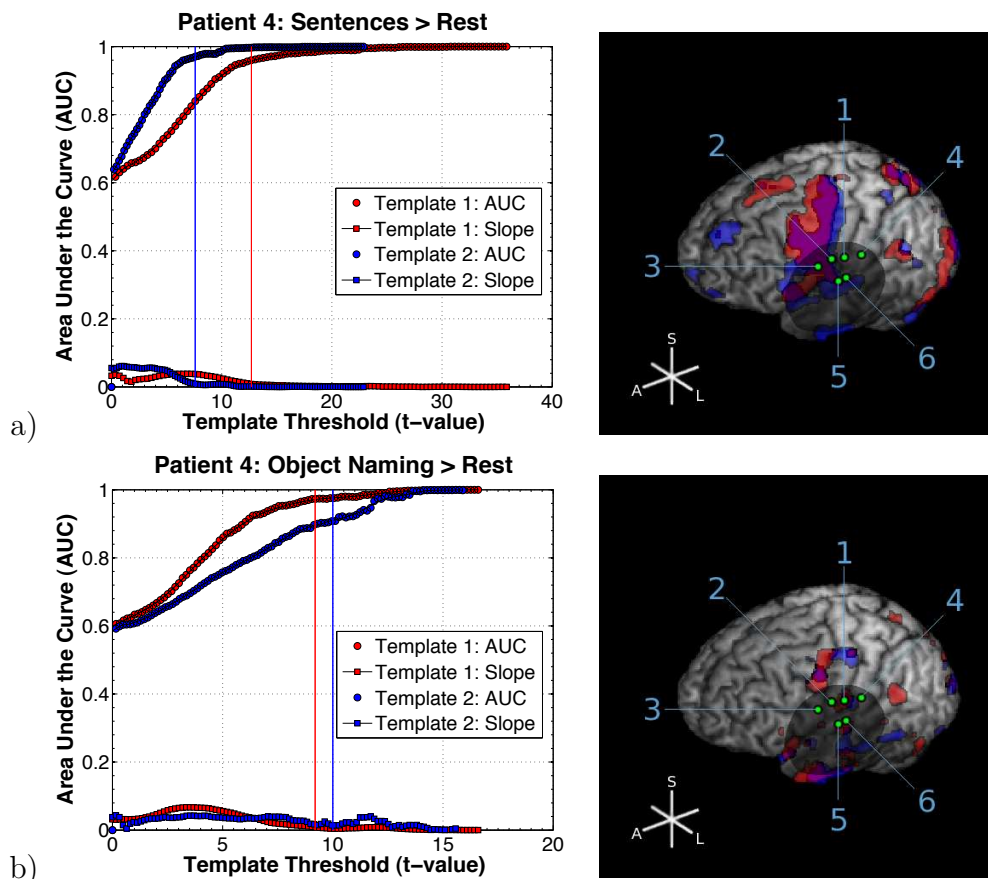 Patient 4: Sentences > Rest
Area Under the Curve (AUC)
1
0.8
0.6
0.4
0.2
0
0 10 20 30 40
Template Threshold (t−value)
Template 1: AUC
Template 1: Slope
Template 2: AUC
Template 2: Slope
a)
1
2
4
3
5
6
S
A
L
Patient 4: Object Naming > Rest
Area Under the Curve (AUC)
1
0.8
0.6
0.4
0.2
0
0 5 10 15 20
Template Threshold (t−value)
Template 1: AUC
Template 1: Slope
Template 2: AUC
Template 2: Slope
b)
1
2
4
3
5
6
S
A
L